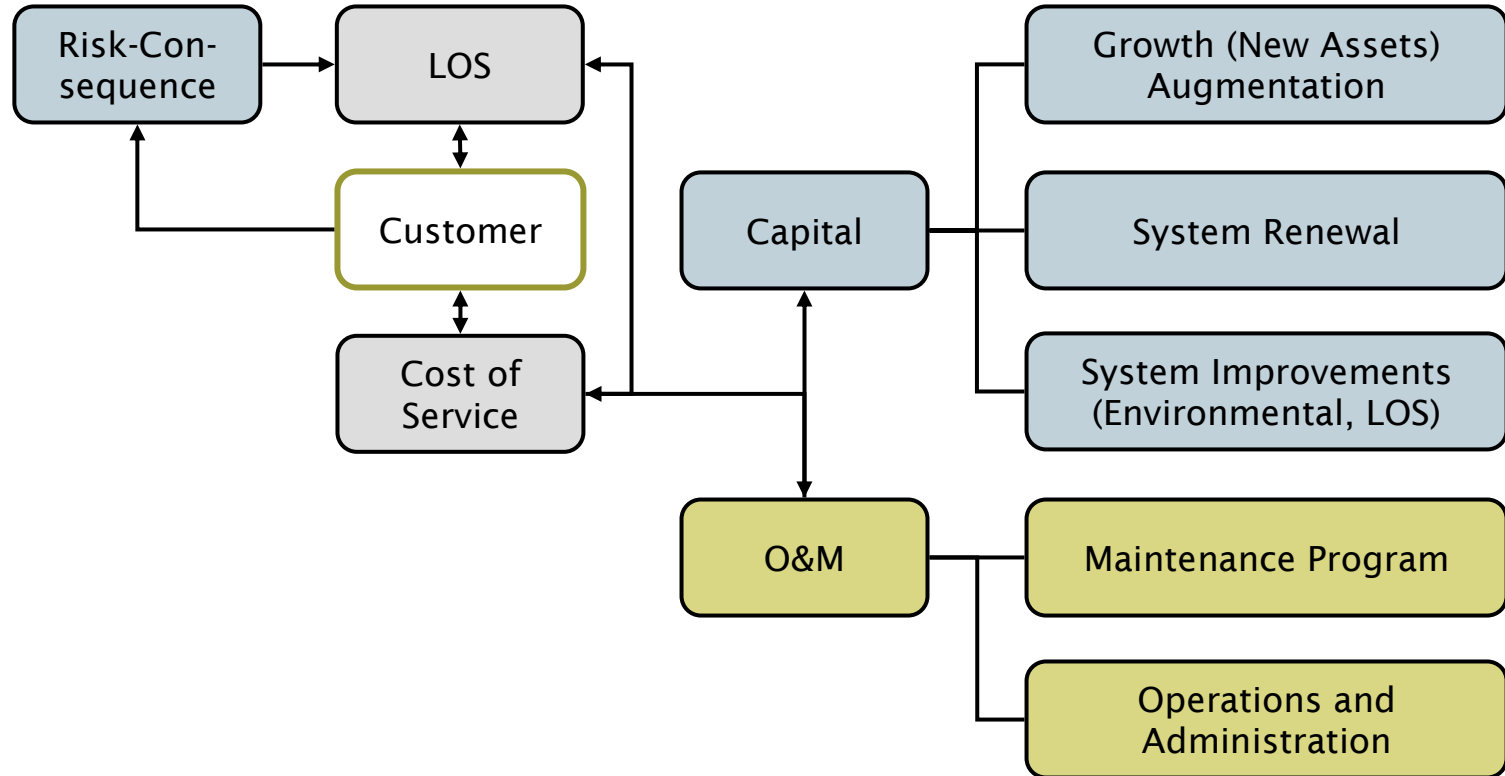 Risk-Con-
sequence
LOS
Customer
Cost of
Service
Capital
O&M
Growth (New Assets)
Augmentation
System Renewal
System Improvements
(Environmental, LOS)
Maintenance Program
Operations and
Administration